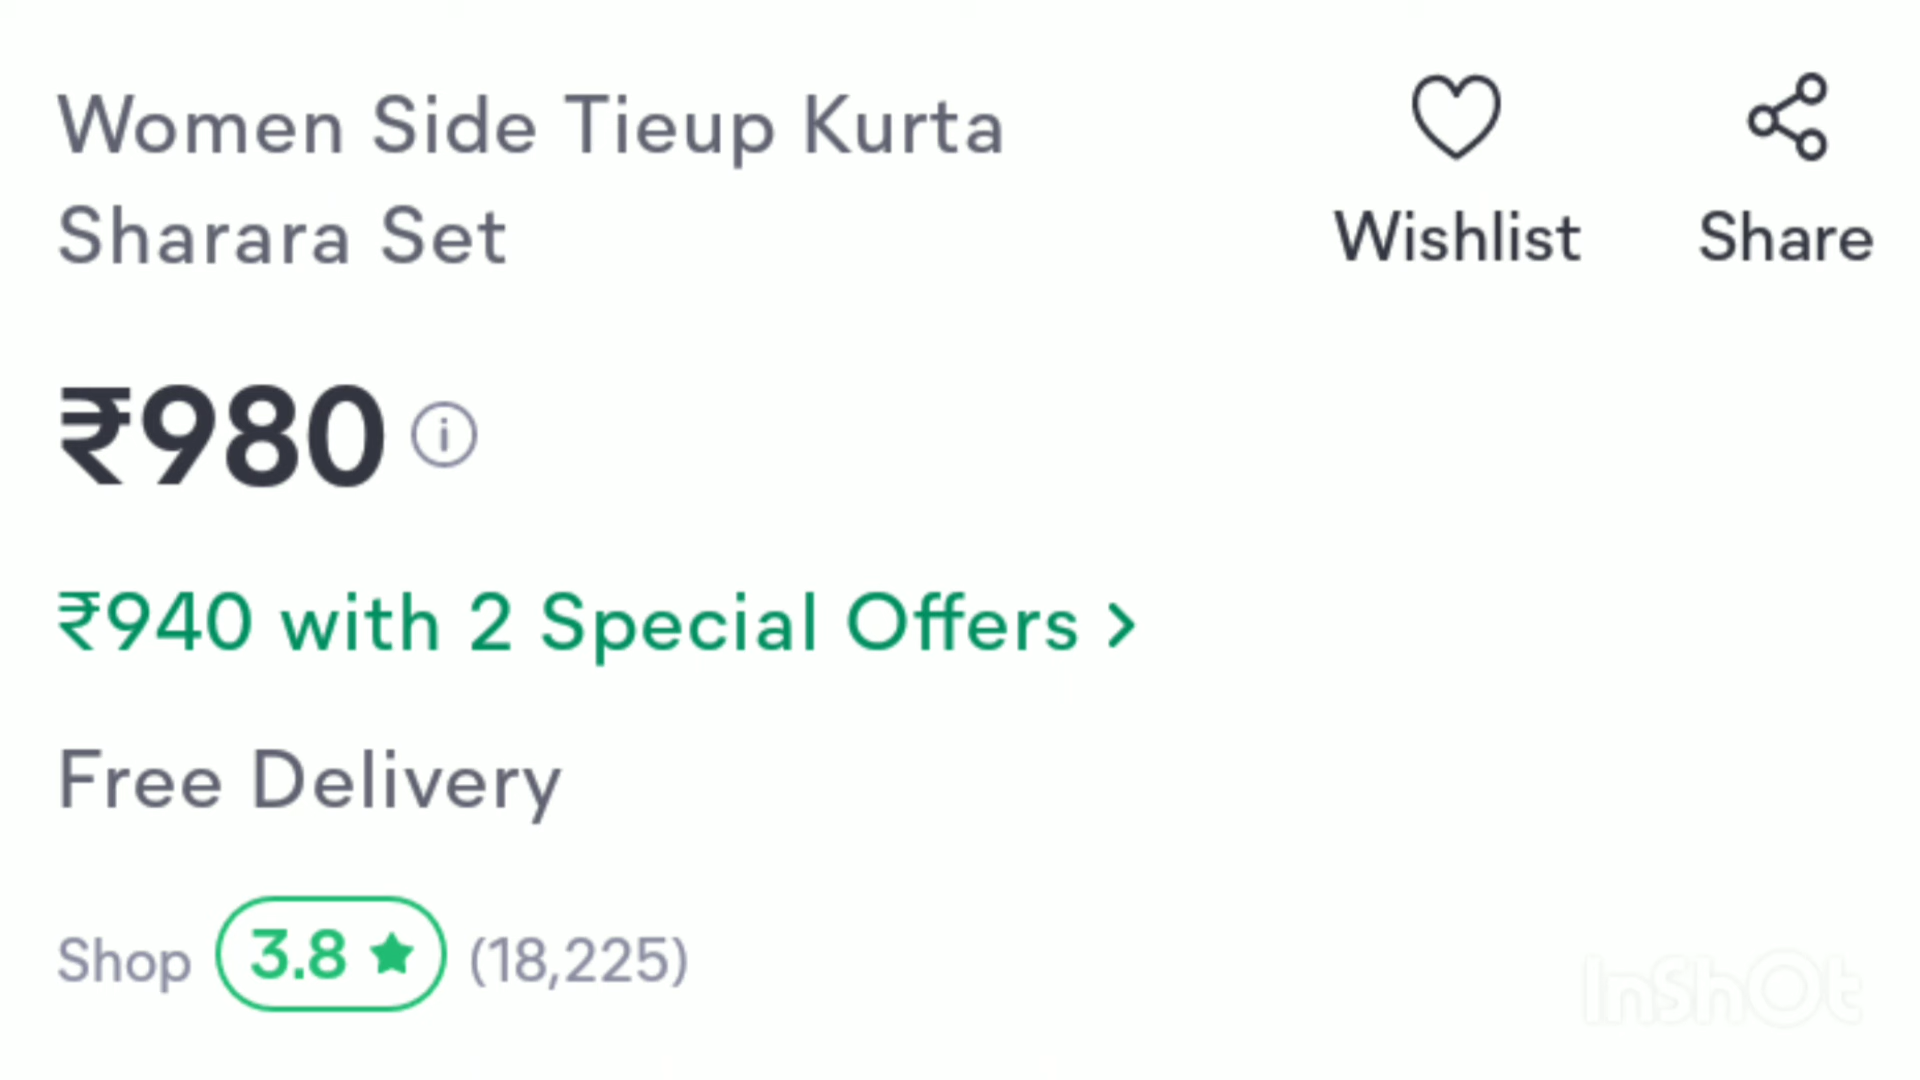 Women Side Tieup Kurta
Sharara Set
Wishlist
Share
₹980
₹940 with 2 Special Offers >
Free Delivery
Shop 3.8 ★ (18,225)
InShOt